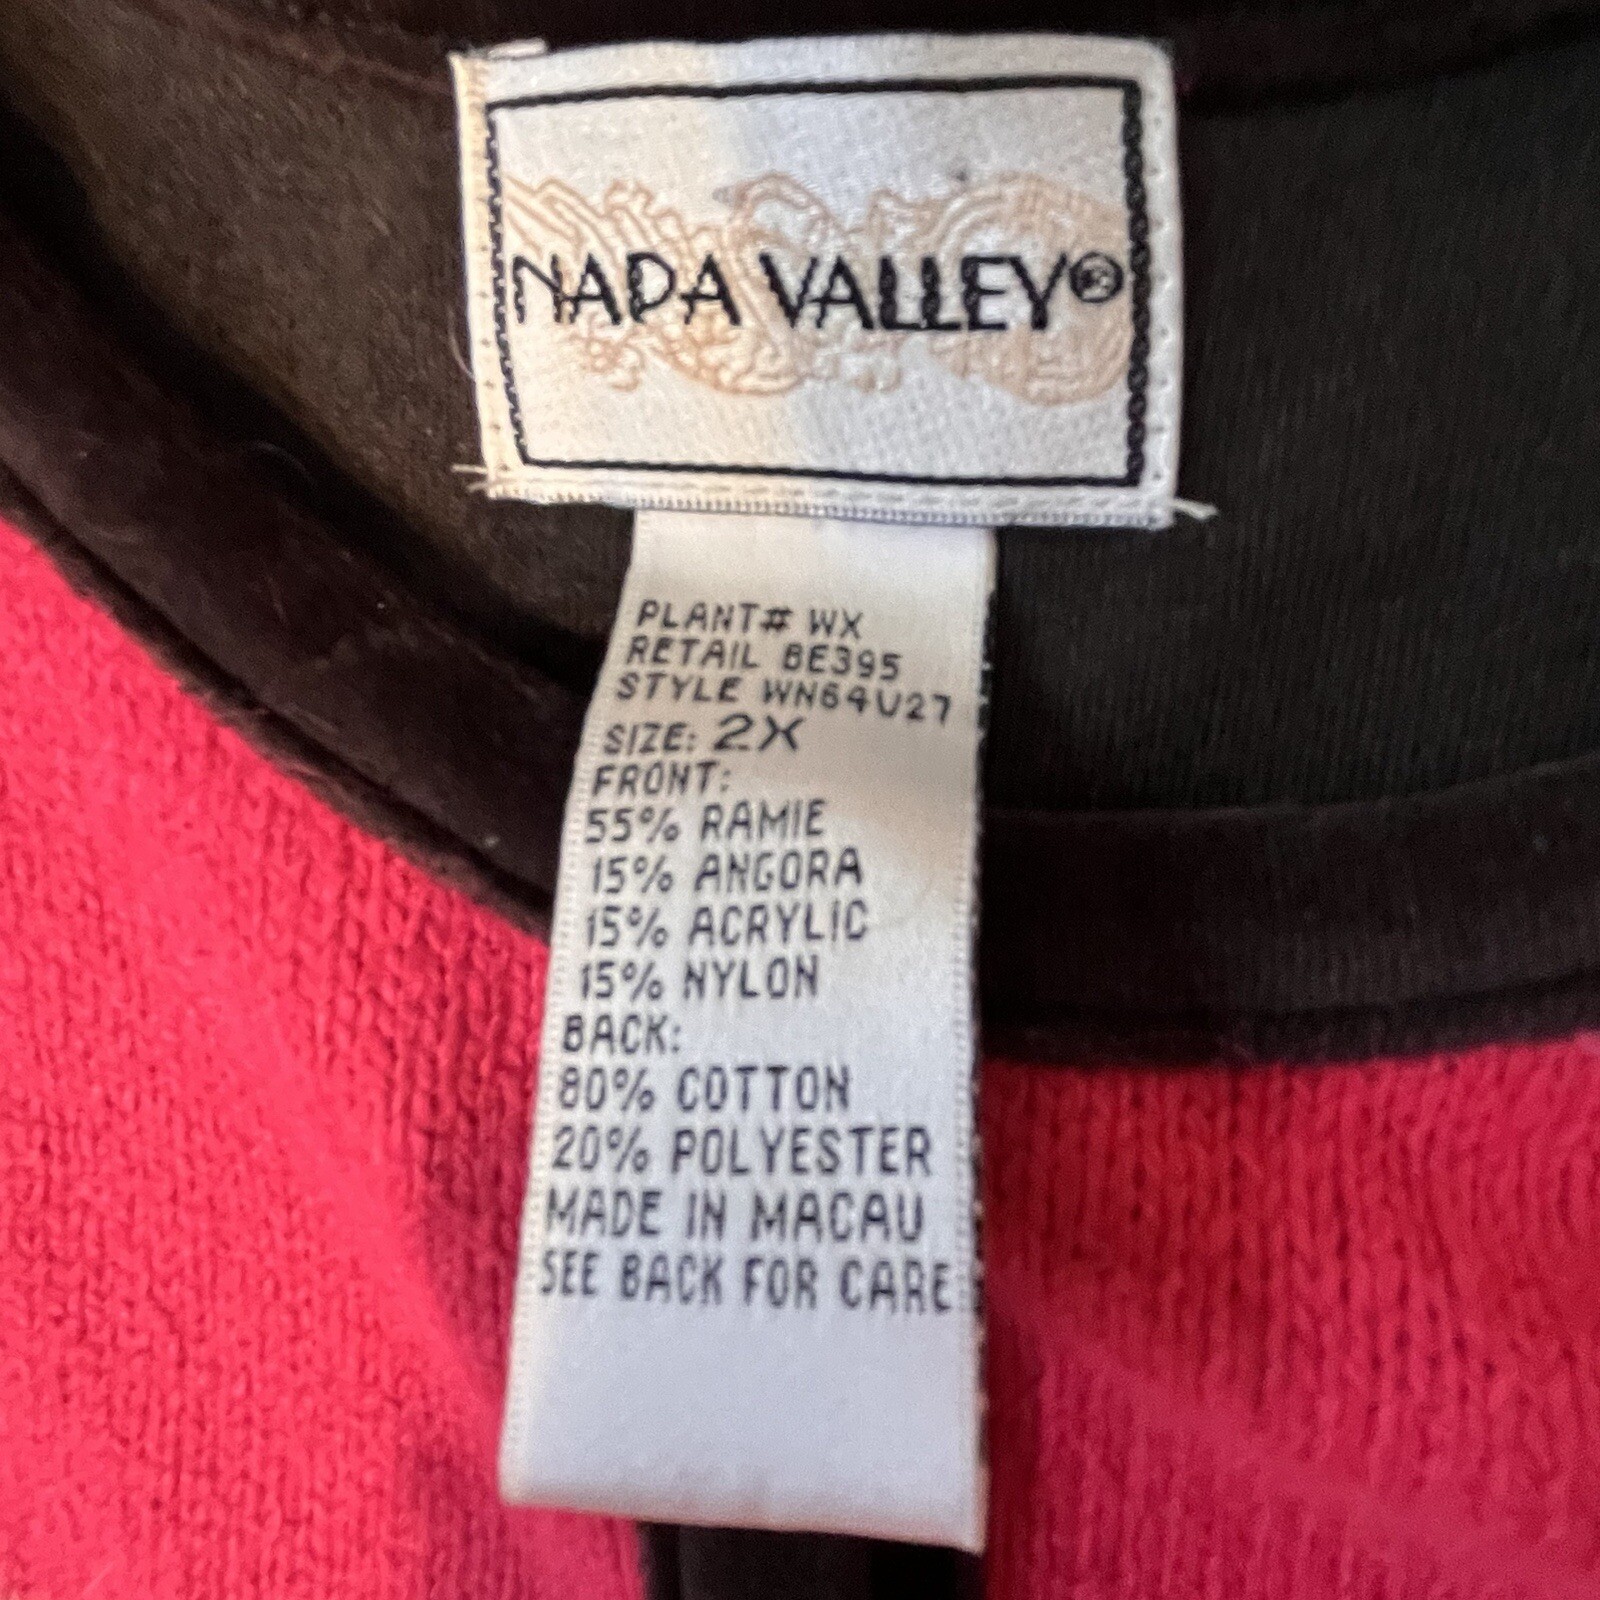 NAPA VALLEY®
PLANT# WX
RETAIL BE395
STYLE WN64U27
SIZE: 2X
FRONT:
55% RAMIE
15% ANGORA
15% ACRYLIC
15% NYLON
BACK:
80% COTTON
20% POLYESTER
MADE IN MACAU
SEE BACK FOR CARE